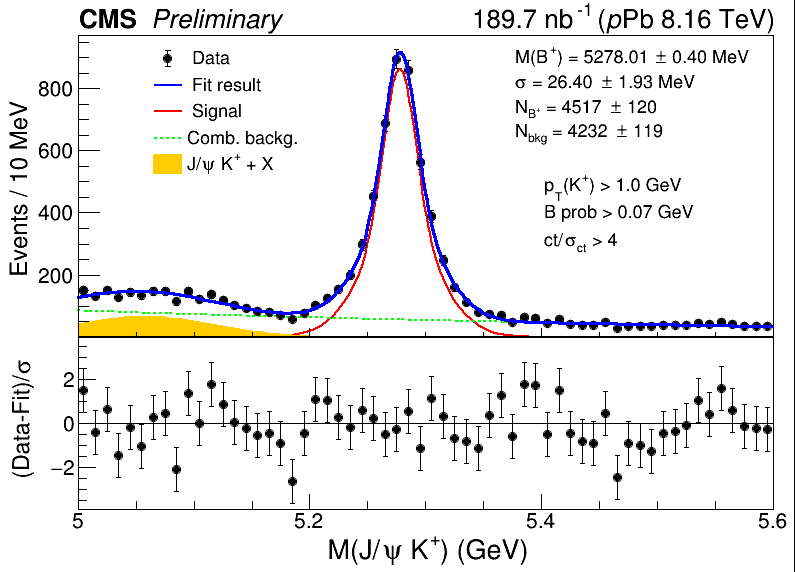 CMS Preliminary 189.7 nb⁻¹ (pPb 8.16 TeV)
Data
Fit result
Signal
Comb. backg.
J/ψ K⁺ + X
M(B⁺) = 5278.01 ± 0.40 MeV
σ = 26.40 ± 1.93 MeV
N_B⁺ = 4517 ± 120
N_bkg = 4232 ± 119
p_T(K⁺) > 1.0 GeV
B prob > 0.07 GeV
ct/σ_ct > 4
Events / 10 MeV
800
600
400
200
(Data-Fit)/σ
2
0
−2
5 5.2 5.4 5.6
M(J/ψ K⁺) (GeV)